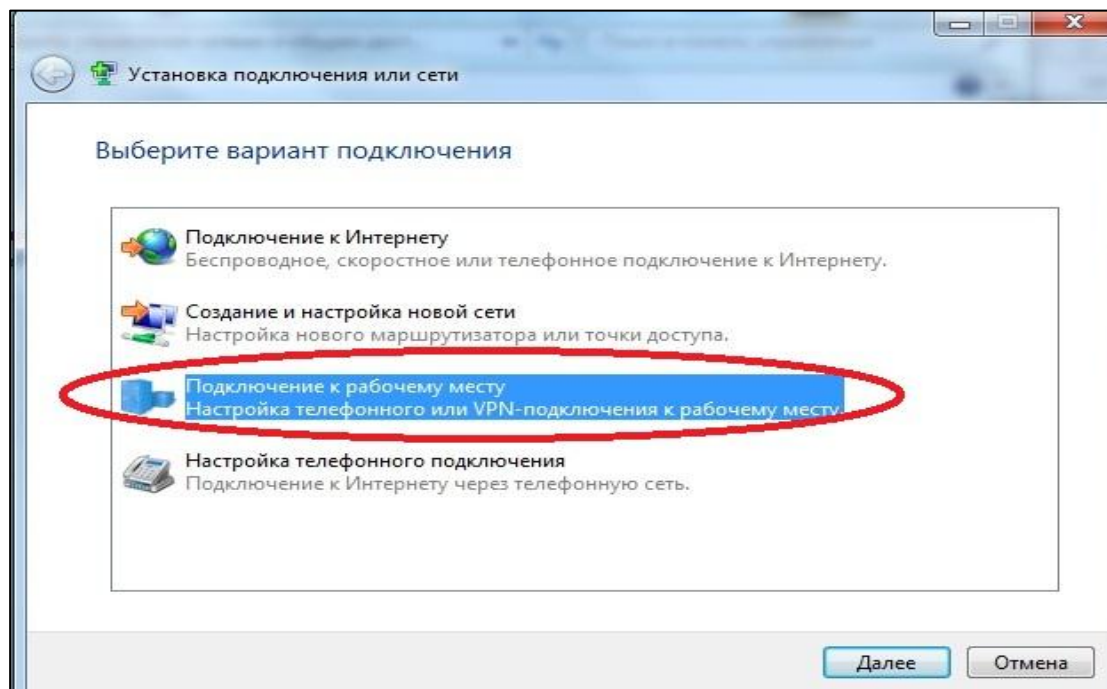 Установка подключения или сети
Выберите вариант подключения
Подключение к Интернету
Беспроводное, скоростное или телефонное подключение к Интернету.
Создание и настройка новой сети
Настройка нового маршрутизатора или точки доступа.
Подключение к рабочему месту
Настройка телефонного или VPN-подключения к рабочему месту.
Настройка телефонного подключения
Подключение к Интернету через телефонную сеть.
Далее
Отмена